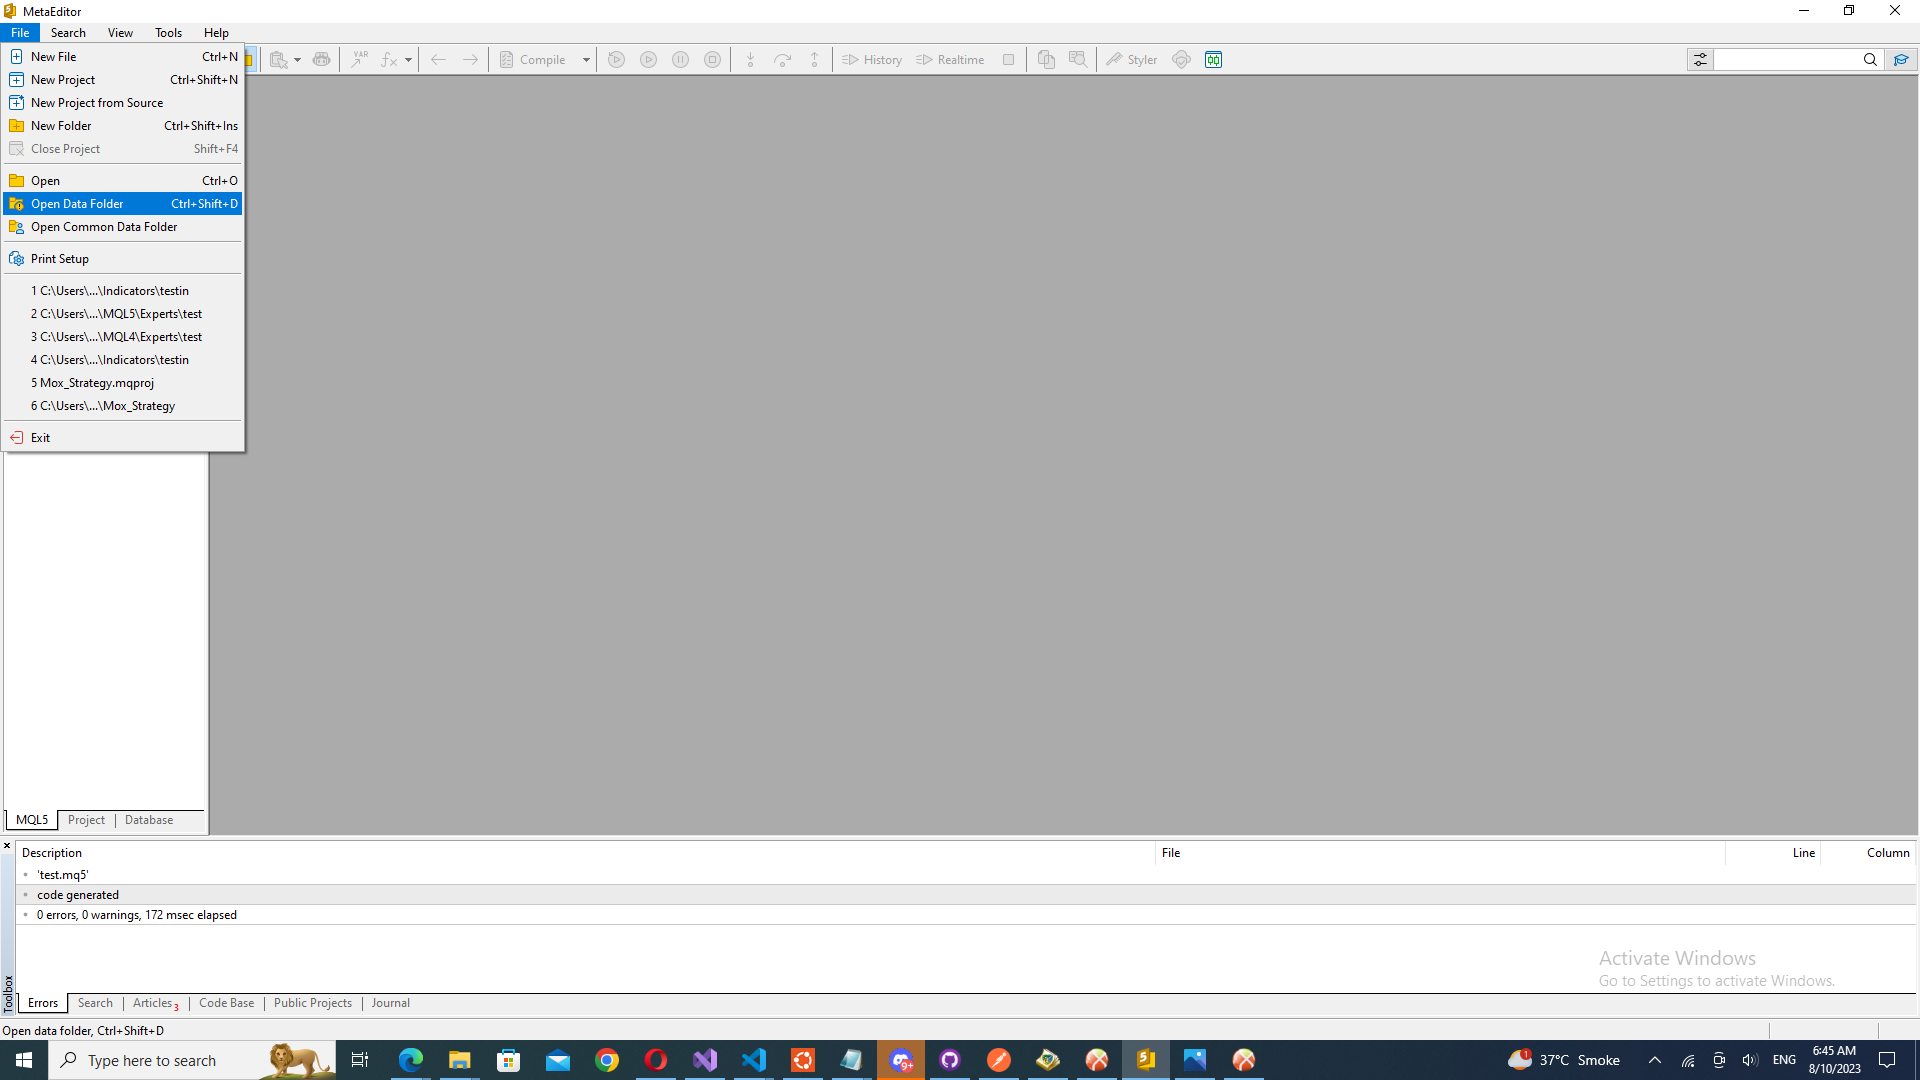 MetaEditor
File Search View Tools Help
New File Ctrl+N
New Project Ctrl+Shift+N
New Project from Source
New Folder Ctrl+Shift+Ins
Close Project Shift+F4
Open Ctrl+O
Open Data Folder Ctrl+Shift+D
Open Common Data Folder
Print Setup
1 C:\Users\...\Indicators\testin
2 C:\Users\...\MQL5\Experts\test
3 C:\Users\...\MQL4\Experts\test
4 C:\Users\...\Indicators\testin
5 Mox_Strategy.mqproj
6 C:\Users\...\Mox_Strategy
Exit
VAR fx Compile History Realtime Styler
MQL5 Project Database
Description File Line Column
'test.mq5'
code generated
0 errors, 0 warnings, 172 msec elapsed
Activate Windows
Go to Settings to activate Windows.
Toolbox
Errors Search Articles 3 Code Base Public Projects Journal
Open data folder, Ctrl+Shift+D
Type here to search
9+
5
1
37°C Smoke
ENG
6:45 AM
8/10/2023